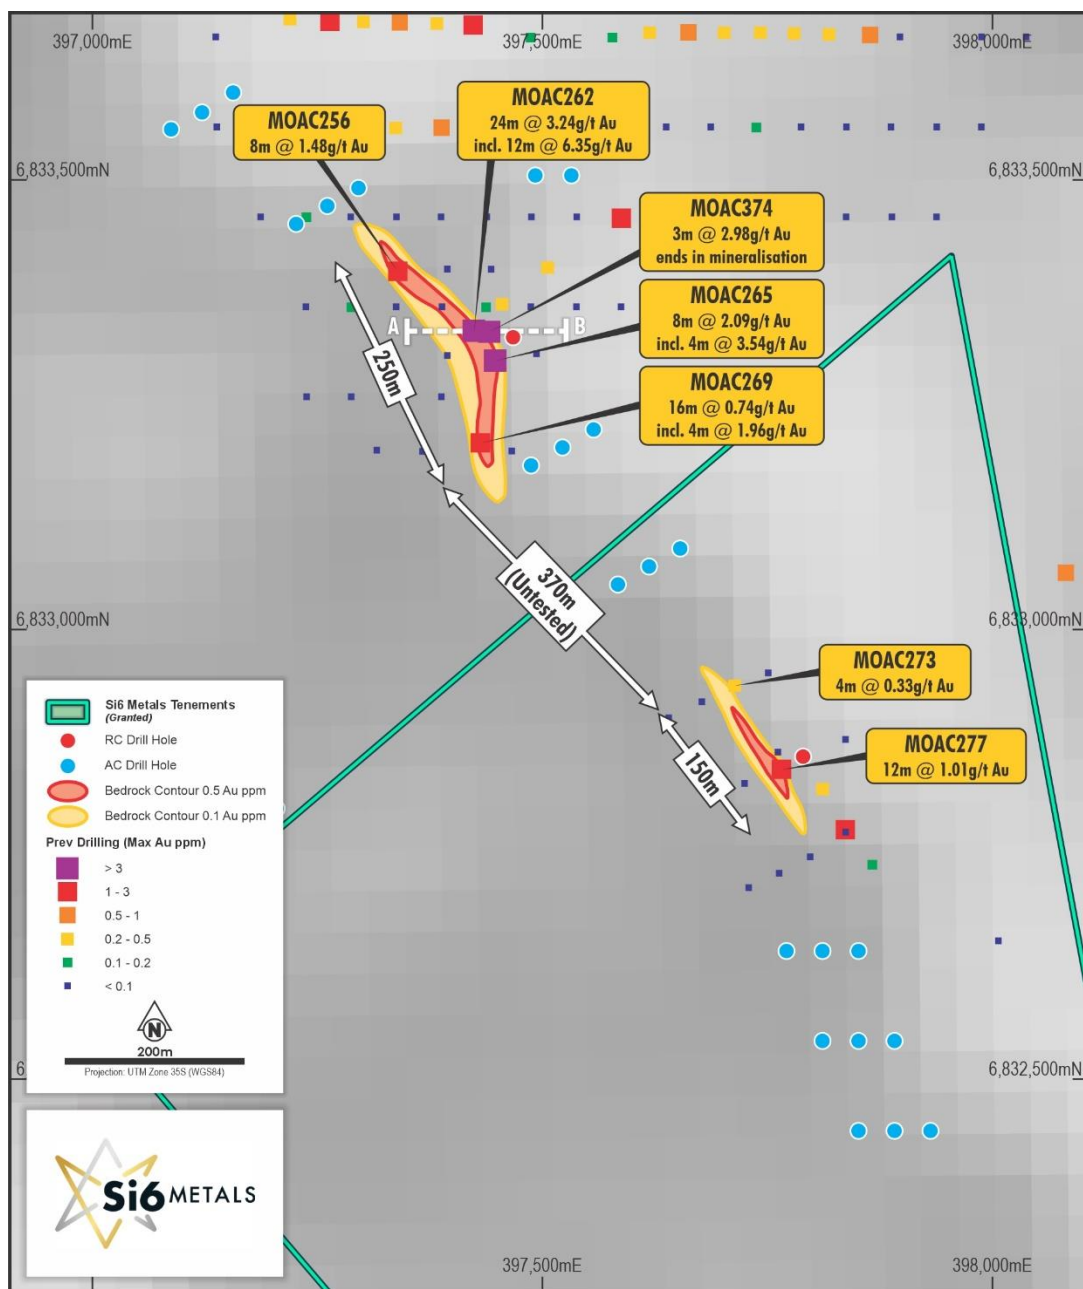 397,000mE
397,500mE
398,000mE
MOAC256
8m @ 1.48g/t Au
MOAC262
24m @ 3.24g/t Au
incl. 12m @ 6.35g/t Au
6,833,500mN
6,833,500mN
MOAC374
3m @ 2.98g/t Au
ends in mineralisation
MOAC265
8m @ 2.09g/t Au
incl. 4m @ 3.54g/t Au
A
B
250m
MOAC269
16m @ 0.74g/t Au
incl. 4m @ 1.96g/t Au
370m
(Untested)
6,833,000mN
6,833,000mN
MOAC273
4m @ 0.33g/t Au
MOAC277
12m @ 1.01g/t Au
150m
Si6 Metals Tenements
(Granted)
RC Drill Hole
AC Drill Hole
Bedrock Contour 0.5 Au ppm
Bedrock Contour 0.1 Au ppm
Prev Drilling (Max Au ppm)
> 3
1 - 3
0.5 - 1
0.2 - 0.5
0.1 - 0.2
< 0.1
N
200m
Projection: UTM Zone 35S (WGS84)
6,832,500mN
Si6 METALS
397,500mE
398,000mE